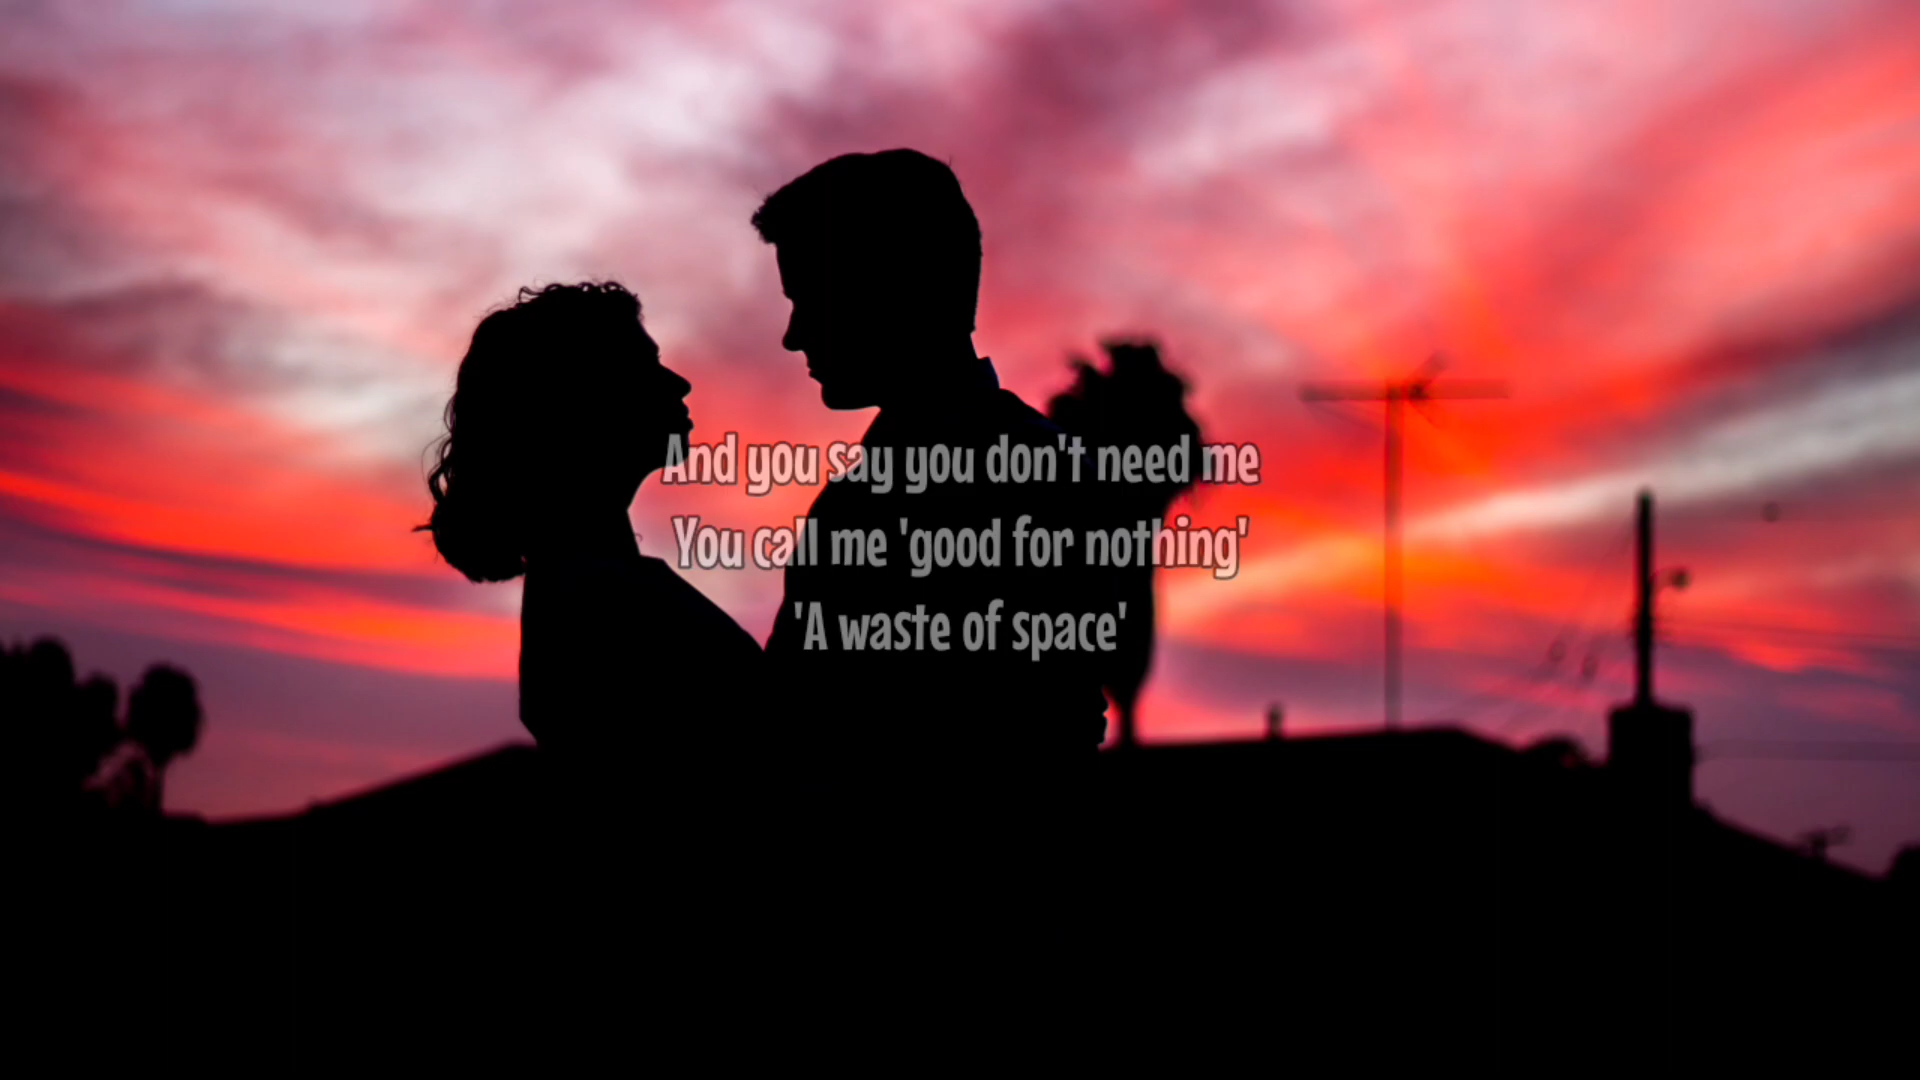 And you say you don't need me
You call me 'good for nothing'
'A waste of space'